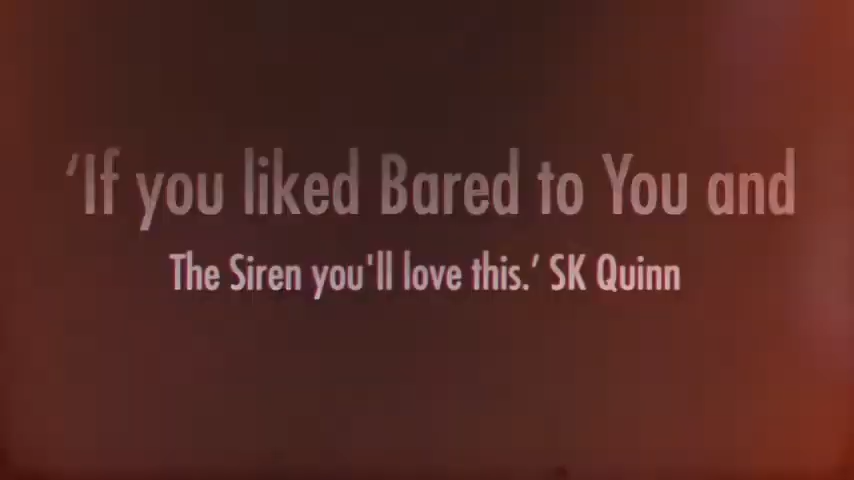 ‘If you liked Bared to You and
The Siren you'll love this.’ SK Quinn